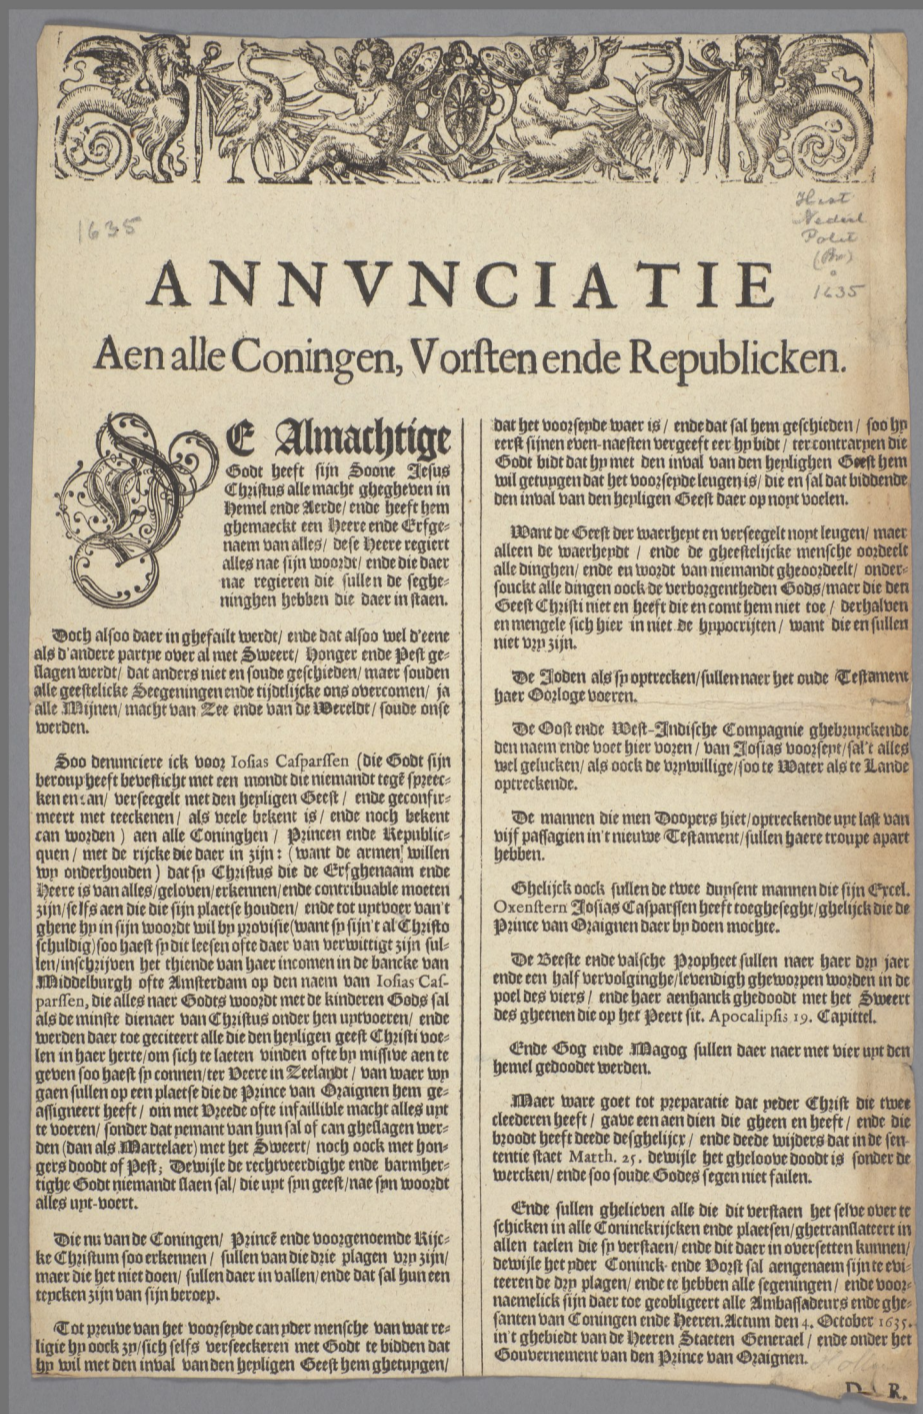 1635
Hist
Nederl
Polit
(Br)
1635
ANNVNCIATIE
Aen alle Coningen, Vorſten ende Republicken.
DE Almachtige
Godt heeft ſijn Soone Jeſus
Chriſtus alle macht ghegheven in
Hemel ende Aerde/ ende heeft hem
ghemaeckt een Heere ende Erfge-
naem van alles/ deſe Heere regiert
alles nae ſijn woordt/ ende die daer
nae regieren die ſullen de ſeghe-
ninghen hebben die daer in ſtaen.
Doch alſoo daer in ghefailt werdt/ ende dat alſoo wel d'eene
als d'andere partye over al met Sweert/ Honger ende Peſt ge-
ſlagen werdt/ dat anders niet en ſoude geſchieden/ maer ſouden
alle geeſtelicke Seegeningen ende tijdtlijcke ons overcomen/ ja
alle Mijnen/ macht van Zee ende van de Wereldt/ ſoude onſe
werden.
Soo denunciere ick voor Ioſias Caſparſſen (die Godt ſijn
beroup heeft beveſticht met een mondt die niemandt tegē ſpreec-
ken en can/ verſeegelt met den heyligen Geeſt/ ende geconfir-
meert met teeckenen/ als veele bekent is/ ende noch bekent
can worden) aen alle Coninghen/ Princen ende Republic-
quen/ met de rijcke die daer in zijn: (want de armen willen
wy onderhouden) dat ſy Chriſtus die de Erfghenaem ende
Heere is van alles/ geloven/ erkennen/ ende contribuable moeten
zijn/ ſelfs aen die die ſijn plaetſe houden/ ende tot uytvoer van't
ghene hy in ſijn woordt wil by proviſie (want ſy ſijn't al Chriſto
ſchuldig) ſoo haeſt ſy dit leeſen ofte daer van verwittigt zijn ſul-
len/ inſchrijven het thiende van haer incomen in de bancke van
Middelburgh ofte Amſterdam op den naem van Ioſias Caſ-
parſſen, die alles naer Godts woordt met de kinderen Gods ſal
als de minſte dienaer van Chriſtus onder hen uytvoeren/ ende
werden daer toe geciteert alle die den heyligen geeſt Chriſti voe-
len in haer herte/ om ſich te laeten vinden ofte by miſſive aen te
geven ſoo haeſt ſy connen/ ter Veere in Zeelandt/ van waer wy
gaen ſullen op een plaetſe die de Prince van Oraignen hem ge-
aſſigneert heeft/ om met Vreede ofte infaillible macht alles uyt
te voeren/ ſonder dat yemant van hun ſal of can gheſlagen wer-
den (dan als Martelaer) met het Sweert/ noch oock met hon-
gers doodt of Peſt; Dewijle de rechtveerdighe ende barmher-
tighe Godt niemandt ſlaen ſal/ die uyt ſyn geeſt/ nae ſyn woordt
alles uyt-voert.
Die nu van de Coningen/ Princē ende voorgenoemde Rijc-
ke Chriſtum ſoo erkennen/ ſullen van die drie plagen vry zijn/
maer die het niet doen/ ſullen daer in vallen/ ende dat ſal hun een
teycken zijn van ſijn beroep.
Tot preuve van het voorſeyde can yder menſche van wat re-
ligie hy oock zy/ ſich ſelfs verſeeckeren met Godt te bidden dat
hy wil met den inval van den heyligen Geeſt hem ghetuygen/
dat het voorſeyde waer is/ ende dat ſal hem geſchieden/ ſoo hy
eerſt ſijnen even-naeſten vergeeft eer hy bidt/ ter contraryen die
Godt bidt dat hy met den inval van den heylighen Geeſt hem
wil getuygen dat het voorſeyde leugen is/ die en ſal dat biddende
den inval van den heyligen Geeſt daer op noyt voelen.
Want de Geeſt der waerheyt en verſeegelt noyt leugen/ maer
alleen de waerheydt/ ende de gheeſtelijcke menſche oordeelt
alle dinghen/ ende en wordt van niemandt gheoordeelt/ onder-
ſouckt alle dingen oock de verborgentheden Gods/ maer die den
Geeſt Chriſti niet en heeft die en comt hem niet toe/ derhalven
en mengele ſich hier in niet de hypocrijten/ want die en ſullen
niet vry zijn.
De Joden als ſy optrecken/ ſullen naer het oude Teſtament
haer Oorloge voeren.
De Ooſt ende Weſt-Indiſche Compagnie ghebruyckende
den naem ende voet hier voren/ van Joſias voorſeyt/ ſal't alles
wel gelucken/ als oock de vrywillige/ ſoo te Water als te Lande
optreckende.
De mannen die men Doopers hiet/ optreckende uyt laſt van
vijf paſſagien in't nieuwe Teſtament/ ſullen haere troupe apart
hebben.
Ghelijck oock ſullen de twee duyſent mannen die ſijn Excel.
Oxenſtern Joſias Caſparſſen heeft toegheſeght/ ghelijck die de
Prince van Oraignen daer by doen mochte.
De Beeſte ende valſche Propheet ſullen naer haer dry jaer
ende een half vervolginghe/ levendigh gheworpen worden in de
poel des viers/ ende haer aenhanck ghedoodt met het Sweert
des gheenen die op het Peert ſit. Apocalipſis 19. Capittel.
Ende Gog ende Magog ſullen daer naer met vier uyt den
hemel gedoodet werden.
Maer ware goet tot preparatie dat yeder Chriſt die twee
cleederen heeft/ gave een aen dien die gheen en heeft/ ende die
broodt heeft deede deſghelijcx/ ende deede wijders dat in de ſen-
tentie ſtaet Matth. 25. dewijle het gheloove doodt is ſonder de
wercken/ ende ſoo ſoude Godes ſegen niet failen.
Ende ſullen ghelieven alle die dit verſtaen het ſelve over te
ſchicken in alle Coninckrijcken ende plaetſen/ ghetranſlateert in
allen taelen die ſy verſtaen/ ende dit daer in overſetten kunnen/
dewijle het yder Coninck ende Vorſt ſal aengenaem ſijn te evi-
teeren de dry plagen/ ende te hebben alle ſegeningen/ ende voor-
naemelick ſijn daer toe geobligeert alle Ambaſſadeurs ende ghe-
ſanten van Coningen ende Heeren. Actum den 4. October 1635.
in't ghebiedt van de Heeren Staeten Generael/ ende onder het
Gouvernement van den Prince van Oraignen.
D. R.